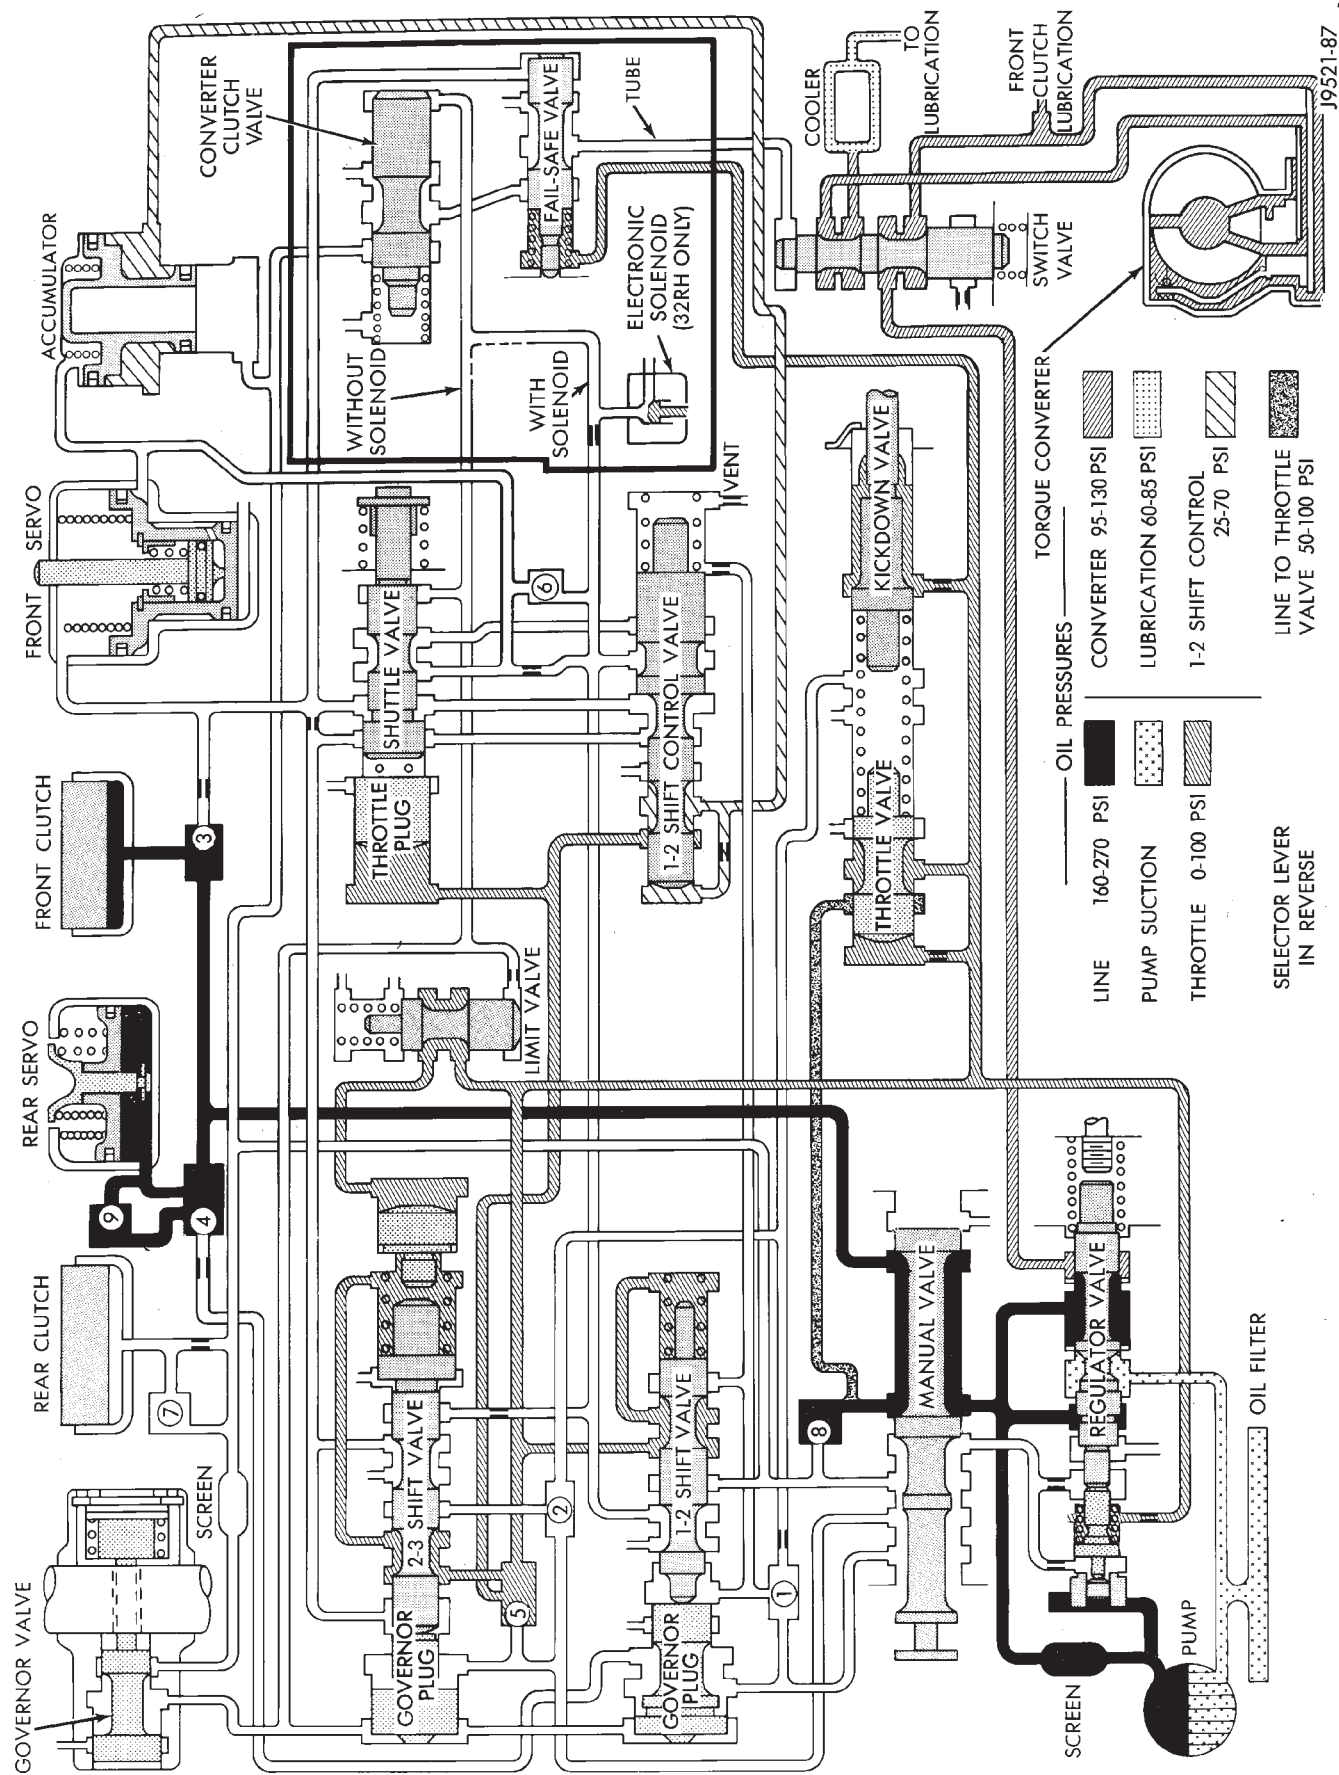 GOVERNOR VALVE
SCREEN
REAR CLUTCH
REAR SERVO
FRONT CLUTCH
FRONT SERVO
ACCUMULATOR
CONVERTER
CLUTCH
VALVE
7
9
4
3
6
GOVERNOR
PLUG
2-3 SHIFT VALVE
5
2
LIMIT VALVE
THROTTLE
PLUG
SHUTTLE VALVE
WITHOUT
SOLENOID
WITH
SOLENOID
FAIL-SAFE VALVE
ELECTRONIC
SOLENOID
(32RH ONLY)
TUBE
GOVERNOR
PLUG
1-2 SHIFT VALVE
1
8
1-2 SHIFT CONTROL VALVE
VENT
MANUAL VALVE
THROTTLE VALVE
KICKDOWN VALVE
COOLER
TO
LUBRICATION
FRONT
CLUTCH
LUBRICATION
SWITCH
VALVE
TORQUE CONVERTER
SCREEN
PUMP
REGULATOR VALVE
OIL FILTER
OIL PRESSURES
LINE 160-270 PSI
PUMP SUCTION
THROTTLE 0-100 PSI
CONVERTER 95-130 PSI
LUBRICATION 60-85 PSI
1-2 SHIFT CONTROL
25-70 PSI
LINE TO THROTTLE
VALVE 50-100 PSI
SELECTOR LEVER
IN REVERSE
J9521-87